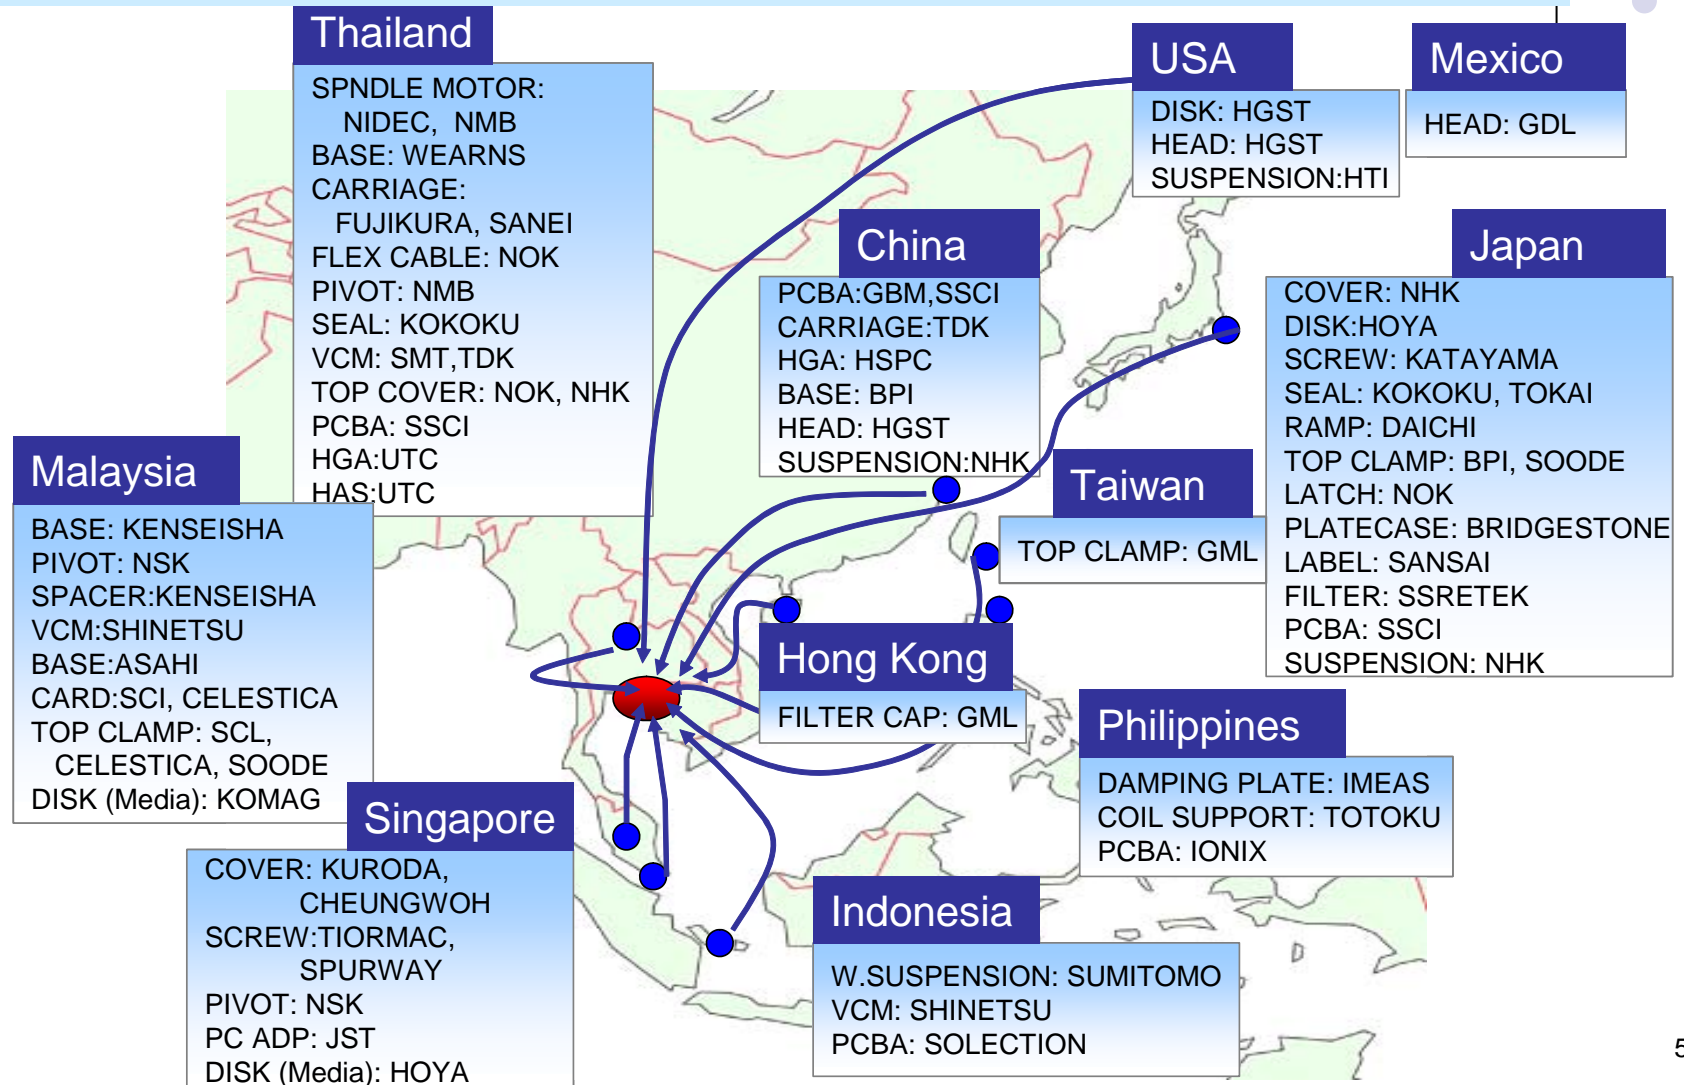 Thailand
SPNDLE MOTOR:
NIDEC, NMB
BASE: WEARNS
CARRIAGE:
FUJIKURA, SANEI
FLEX CABLE: NOK
PIVOT: NMB
SEAL: KOKOKU
VCM: SMT,TDK
TOP COVER: NOK, NHK
PCBA: SSCI
HGA:UTC
HAS:UTC
USA
DISK: HGST
HEAD: HGST
SUSPENSION:HTI
Mexico
HEAD: GDL
China
PCBA:GBM,SSCI
CARRIAGE:TDK
HGA: HSPC
BASE: BPI
HEAD: HGST
SUSPENSION:NHK
Japan
COVER: NHK
DISK:HOYA
SCREW: KATAYAMA
SEAL: KOKOKU, TOKAI
RAMP: DAICHI
TOP CLAMP: BPI, SOODE
LATCH: NOK
PLATECASE: BRIDGESTONE
LABEL: SANSAI
FILTER: SSRETEK
PCBA: SSCI
SUSPENSION: NHK
Malaysia
BASE: KENSEISHA
PIVOT: NSK
SPACER:KENSEISHA
VCM:SHINETSU
BASE:ASAHI
CARD:SCI, CELESTICA
TOP CLAMP: SCL,
CELESTICA, SOODE
DISK (Media): KOMAG
Taiwan
TOP CLAMP: GML
Hong Kong
FILTER CAP: GML
Philippines
DAMPING PLATE: IMEAS
COIL SUPPORT: TOTOKU
PCBA: IONIX
Singapore
COVER: KURODA,
CHEUNGWOH
SCREW:TIORMAC,
SPURWAY
PIVOT: NSK
PC ADP: JST
DISK (Media): HOYA
Indonesia
W.SUSPENSION: SUMITOMO
VCM: SHINETSU
PCBA: SOLECTION
5